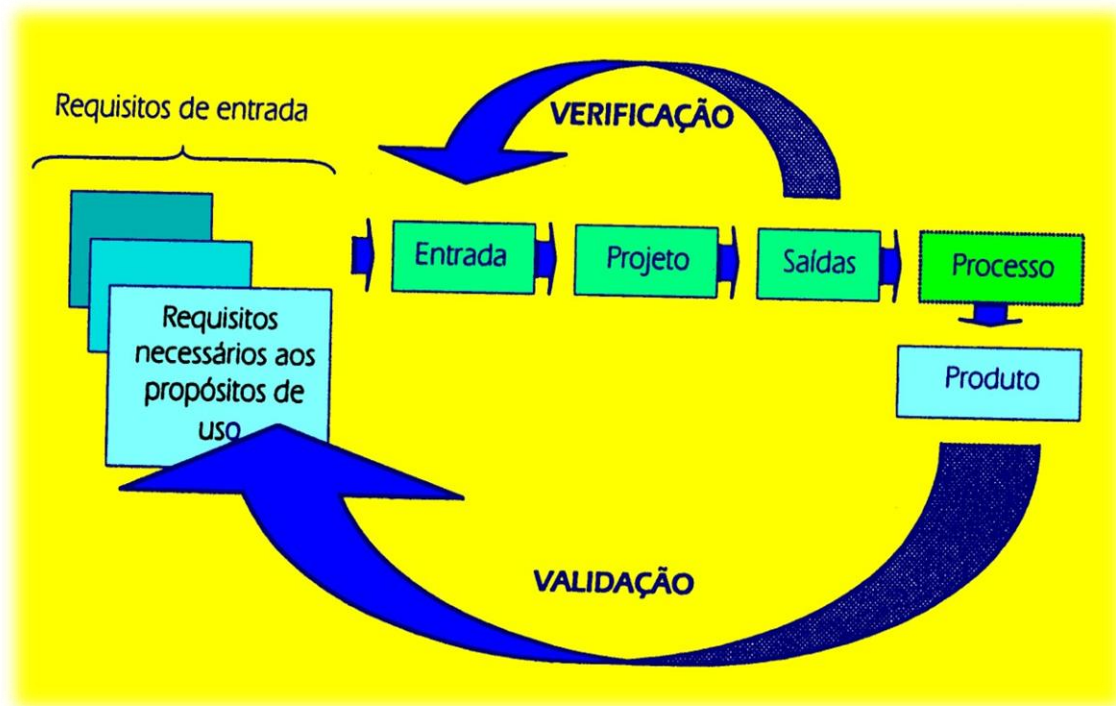 Requisitos de entrada
VERIFICAÇÃO
Entrada
Projeto
Saídas
Processo
Requisitos
necessários aos
propósitos de
uso
Produto
VALIDAÇÃO